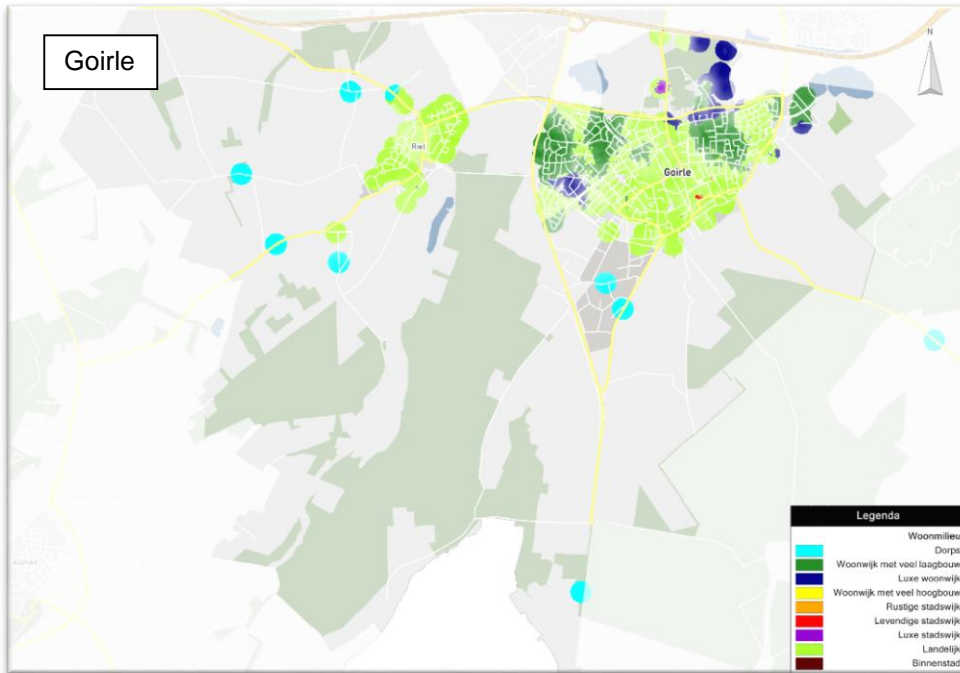 Goirle
N
Riel
Goirle
Legenda
Woonmilieu
Dorps
Woonwijk met veel laagbouw
Luxe woonwijk
Woonwijk met veel hoogbouw
Rustige stadswijk
Levendige stadswijk
Luxe stadswijk
Landelijk
Binnenstad